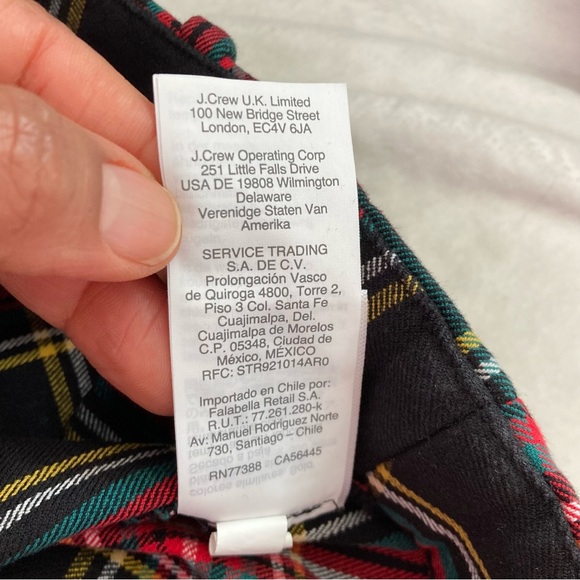 J.Crew U.K. Limited
100 New Bridge Street
London, EC4V 6JA
J.Crew Operating Corp
251 Little Falls Drive
USA DE 19808 Wilmington
Delaware
Verenidge Staten Van
Amerika
SERVICE TRADING
S.A. DE C.V.
Prolongación Vasco
de Quiroga 4800, Torre 2,
Piso 3 Col. Santa Fe
Cuajimalpa, Del.
Cuajimalpa de Morelos
C.P. 05348, Ciudad de
México, MÉXICO
RFC: STR921014AR0
Importado en Chile por:
Falabella Retail S.A.
R.U.T.: 77.261.280-k
Av: Manuel Rodriguez Norte
730, Santiago – Chile
RN77388 CA56445